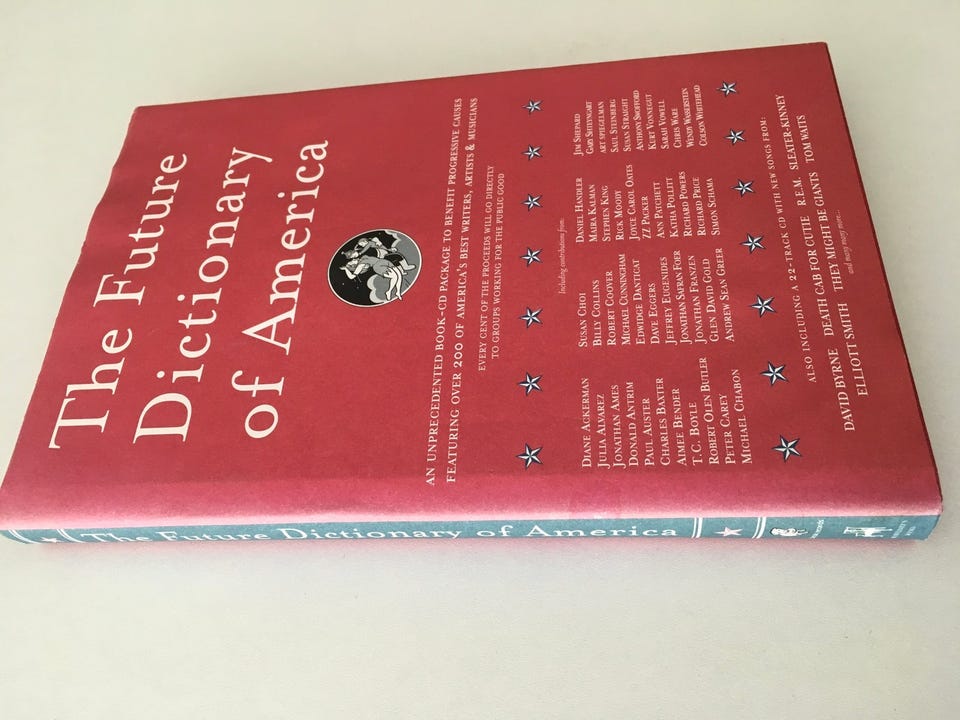 The Future
Dictionary
of America
AN UNPRECEDENTED BOOK–CD PACKAGE TO BENEFIT PROGRESSIVE CAUSES
FEATURING OVER 200 OF AMERICA'S BEST WRITERS, ARTISTS & MUSICIANS
EVERY CENT OF THE PROCEEDS WILL GO DIRECTLY
TO GROUPS WORKING FOR THE PUBLIC GOOD
Including contributions from:
DIANE ACKERMAN
JULIA ALVAREZ
JONATHAN AMES
DONALD ANTRIM
PAUL AUSTER
CHARLES BAXTER
AIMEE BENDER
T.C. BOYLE
ROBERT OLEN BUTLER
PETER CAREY
MICHAEL CHABON
SUSAN CHOI
BILLY COLLINS
ROBERT COOVER
MICHAEL CUNNINGHAM
EDWIDGE DANTICAT
DAVE EGGERS
JEFFREY EUGENIDES
JONATHAN SAFRAN FOER
JONATHAN FRANZEN
GLEN DAVID GOLD
ANDREW SEAN GREER
DANIEL HANDLER
MAIRA KALMAN
STEPHEN KING
RICK MOODY
JOYCE CAROL OATES
ZZ PACKER
ANN PATCHETT
KATHA POLLITT
RICHARD POWERS
RICHARD PRICE
SIMON SCHAMA
JIM SHEPARD
GARY SHTEYNGART
ART SPIEGELMAN
SAUL STEINBERG
SUSAN STRAIGHT
ANTHONY SWOFFORD
KURT VONNEGUT
SARAH VOWELL
CHRIS WARE
WENDY WASSERSTEIN
COLSON WHITEHEAD
ALSO INCLUDING A 22-TRACK CD WITH NEW SONGS FROM:
DAVID BYRNE DEATH CAB FOR CUTIE R.E.M. SLEATER-KINNEY
ELLIOTT SMITH THEY MIGHT BE GIANTS TOM WAITS
and many many more...
The Future Dictionary of America